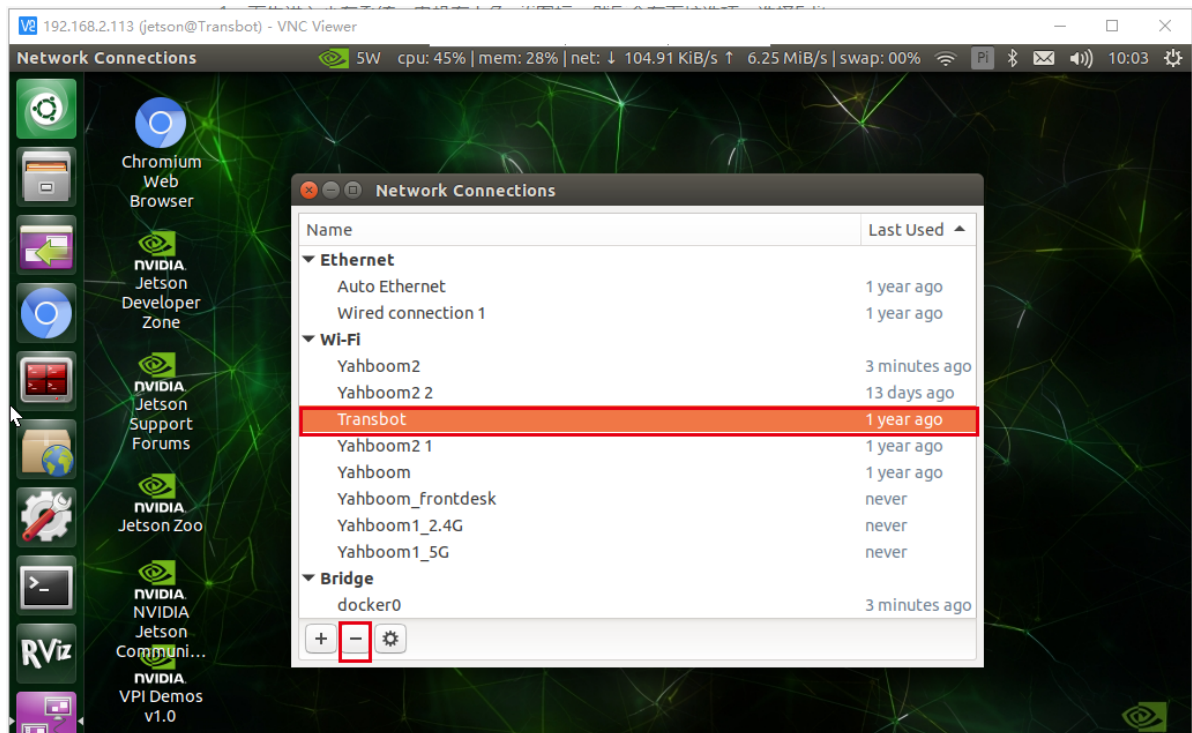 192.168.2.113 (jetson@Transbot) - VNC Viewer
Network Connections
5W cpu: 45% | mem: 28% | net: ↓ 104.91 KiB/s ↑ 6.25 MiB/s | swap: 00%
Pi
10:03
Chromium
Web
Browser
NVIDIA.
Jetson
Developer
Zone
NVIDIA.
Jetson
Support
Forums
NVIDIA.
Jetson Zoo
NVIDIA.
NVIDIA
Jetson
Communi...
NVIDIA.
VPI Demos
v1.0
RViz
Network Connections
Name Last Used
Ethernet
Auto Ethernet 1 year ago
Wired connection 1 1 year ago
Wi-Fi
Yahboom2 3 minutes ago
Yahboom2 2 13 days ago
Transbot 1 year ago
Yahboom2 1 1 year ago
Yahboom 1 year ago
Yahboom_frontdesk never
Yahboom1_2.4G never
Yahboom1_5G never
Bridge
docker0 3 minutes ago